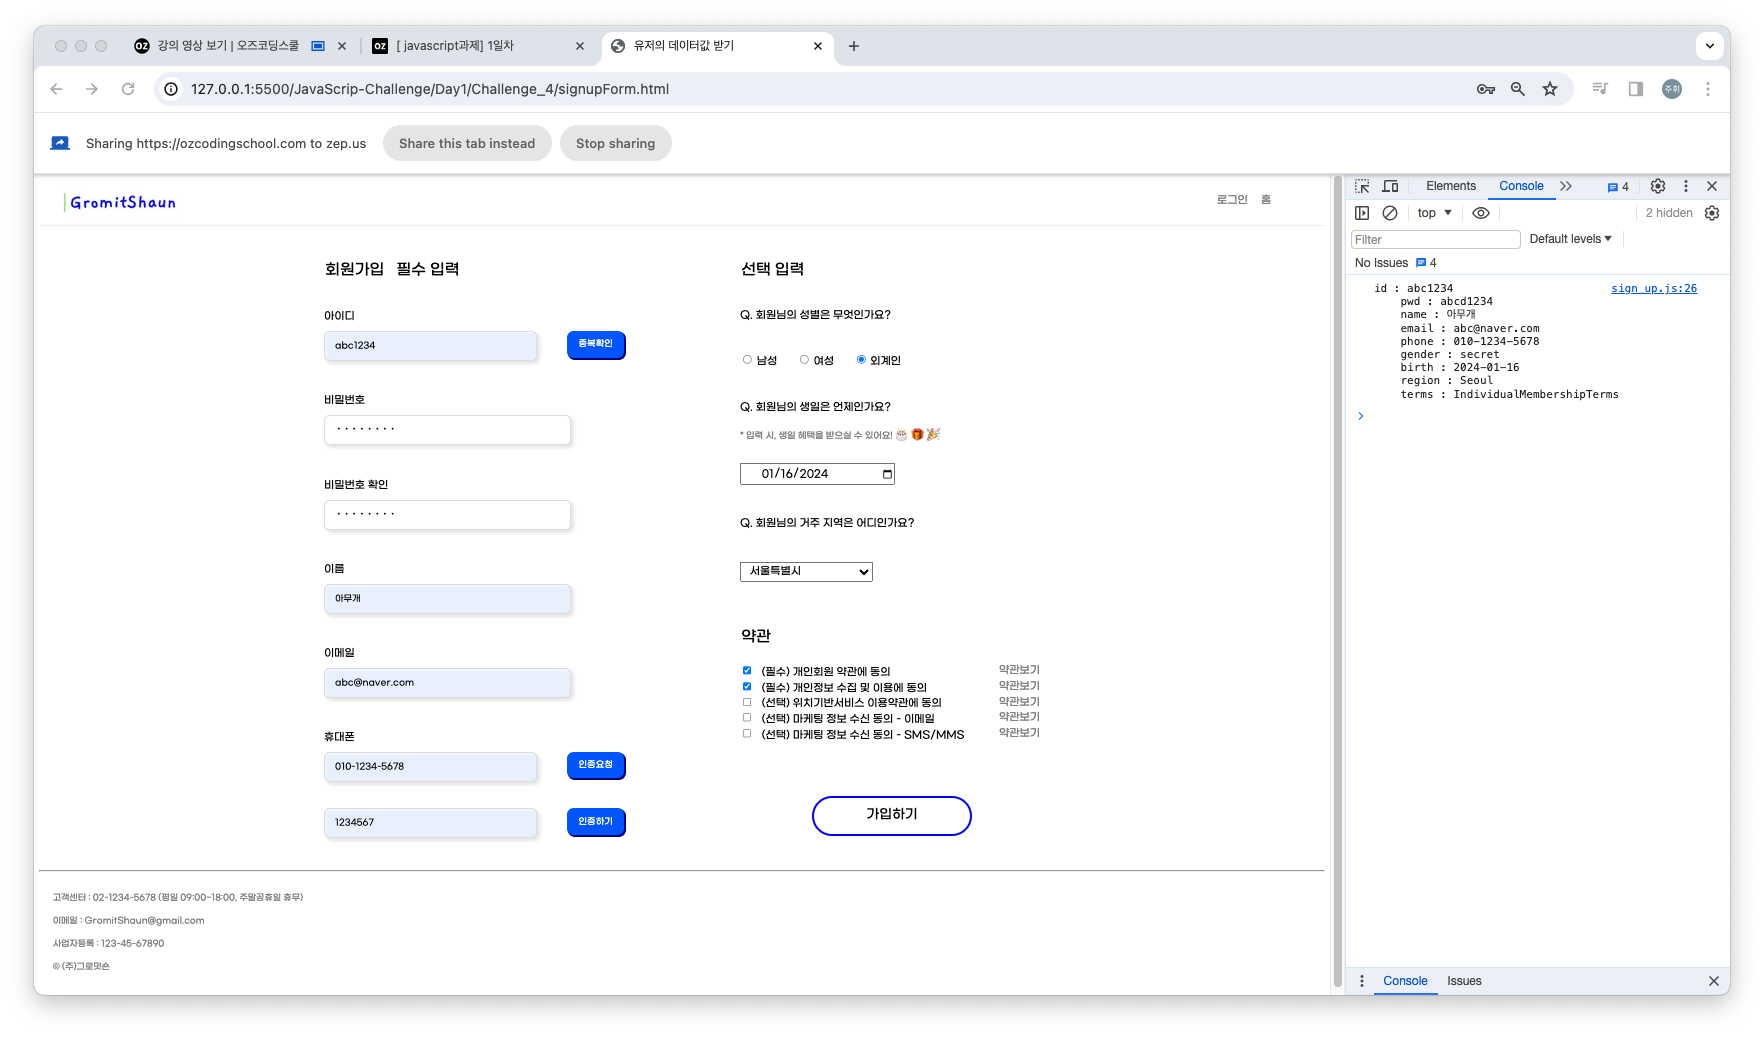 강의 영상 보기 | 오즈코딩스쿨
[ javascript과제] 1일차
유저의 데이터값 받기
127.0.0.1:5500/JavaScrip-Challenge/Day1/Challenge_4/signupForm.html
주휘
Sharing https://ozcodingschool.com to zep.us
Share this tab instead
Stop sharing
GromitShaun
로그인 홈
회원가입 필수 입력
아이디
abc1234
중복확인
비밀번호
········
비밀번호 확인
········
이름
아무개
이메일
abc@naver.com
휴대폰
010-1234-5678
인증요청
1234567
인증하기
선택 입력
Q. 회원님의 성별은 무엇인가요?
남성 여성 외계인
Q. 회원님의 생일은 언제인가요?
* 입력 시, 생일 혜택을 받으실 수 있어요! 🎂 🎁 🎉
01/16/2024
Q. 회원님의 거주 지역은 어디인가요?
서울특별시
약관
(필수) 개인회원 약관에 동의 약관보기
(필수) 개인정보 수집 및 이용에 동의 약관보기
(선택) 위치기반서비스 이용약관에 동의 약관보기
(선택) 마케팅 정보 수신 동의 - 이메일 약관보기
(선택) 마케팅 정보 수신 동의 - SMS/MMS 약관보기
가입하기
고객센터 : 02-1234-5678 (평일 09:00~18:00, 주말공휴일 휴무)
이메일 : GromitShaun@gmail.com
사업자등록 : 123-45-67890
© (주)그로밋숀
Elements Console 4
top 2 hidden
Filter Default levels
No Issues 4
id : abc1234 sign up.js:26
pwd : abcd1234
name : 아무개
email : abc@naver.com
phone : 010-1234-5678
gender : secret
birth : 2024-01-16
region : Seoul
terms : IndividualMembershipTerms
Console Issues